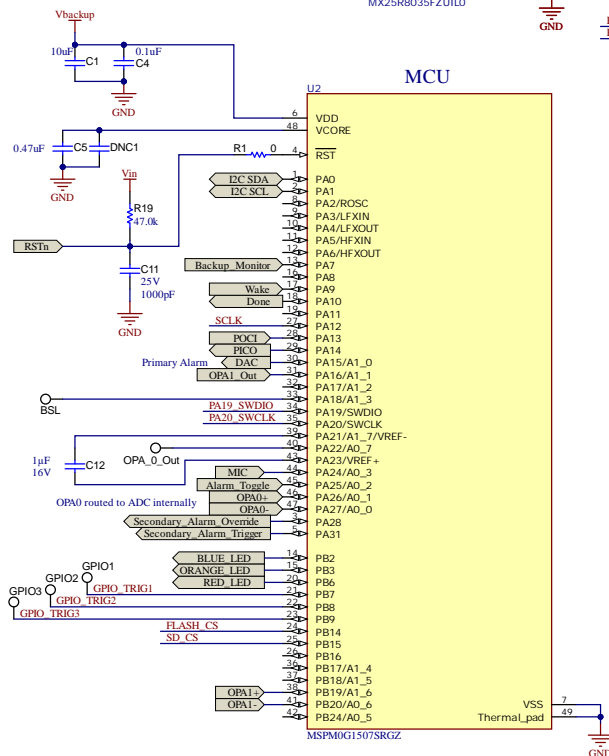 MX25R8035FZUIL0
GND
Vbackup
10uF
C1
0.1uF
C4
GND
MCU
U2
6 VDD
48 VCORE
0.47uF
C5
DNC1
GND
R1 0
4 RST
Vin
R19
47.0k
RSTn
C11
25V
1000pF
GND
I2C SDA 1 PA0
I2C SCL 2 PA1
8 PA2/ROSC
9 PA3/LFXIN
10 PA4/LFXOUT
11 PA5/HFXIN
12 PA6/HFXOUT
Backup_Monitor 13 PA7
16 PA8
Wake 17 PA9
Done 18 PA10
19 PA11
SCLK 27 PA12
POCI 28 PA13
PICO 29 PA14
Primary Alarm DAC 30 PA15/A1_0
OPA1_Out 31 PA16/A1_1
32 PA17/A1_2
BSL 33 PA18/A1_3
PA19_SWDIO 34 PA19/SWDIO
PA20_SWCLK 35 PA20/SWCLK
39 PA21/A1_7/VREF-
OPA_0_Out 40 PA22/A0_7
1µF
16V
C12
43 PA23/VREF+
MIC 44 PA24/A0_3
Alarm_Toggle 45 PA25/A0_2
OPA0 routed to ADC internally
OPA0+ 46 PA26/A0_1
OPA0- 47 PA27/A0_0
Secondary_Alarm_Override 3 PA28
Secondary_Alarm_Trigger 5 PA31
BLUE_LED 14 PB2
ORANGE_LED 15 PB3
RED_LED 20 PB6
GPIO1
GPIO_TRIG1 21 PB7
GPIO2
GPIO_TRIG2 22 PB8
GPIO3
GPIO_TRIG3 23 PB9
FLASH_CS 24 PB14
SD_CS 25 PB15
26 PB16
36 PB17/A1_4
37 PB18/A1_5
OPA1+ 38 PB19/A1_6
OPA1- 41 PB20/A0_6
42 PB24/A0_5
VSS 7
Thermal_pad 49
GND
MSPM0G1507SRGZ